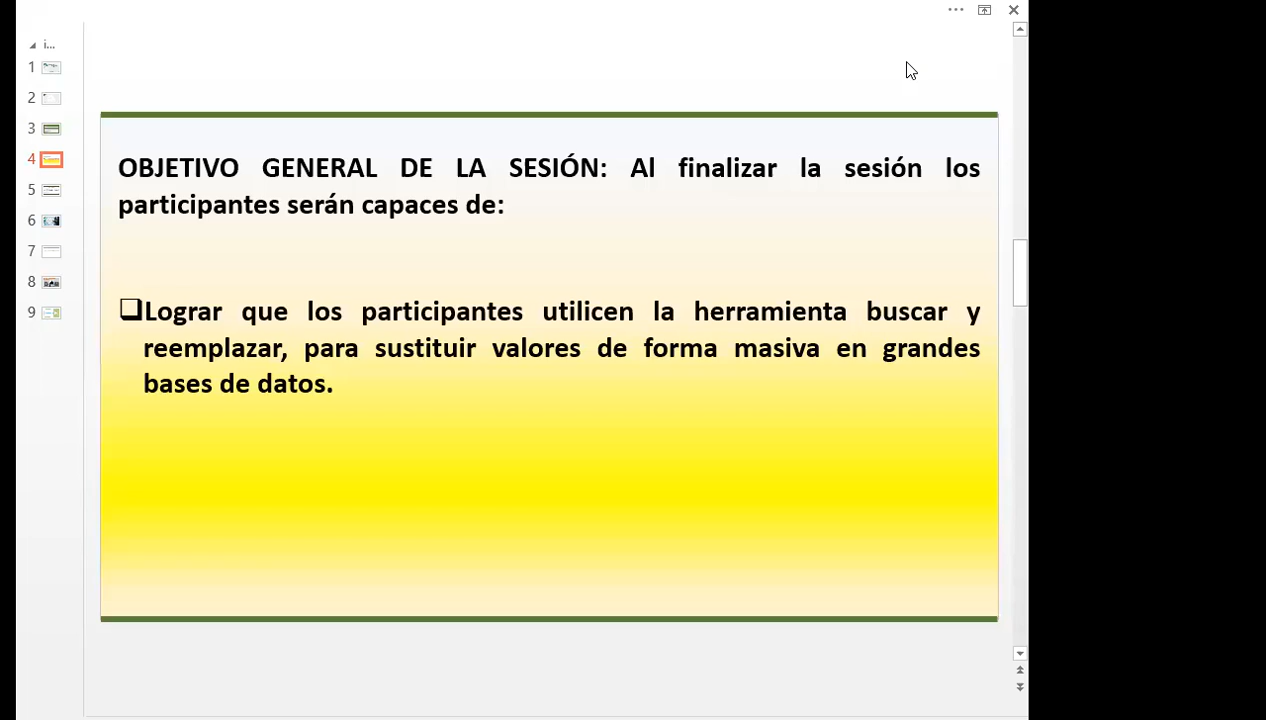 i...
1
2
3
4
5
6
7
8
9
OBJETIVO GENERAL DE LA SESIÓN: Al finalizar la sesión los
participantes serán capaces de:
❑Lograr que los participantes utilicen la herramienta buscar y
reemplazar, para sustituir valores de forma masiva en grandes
bases de datos.